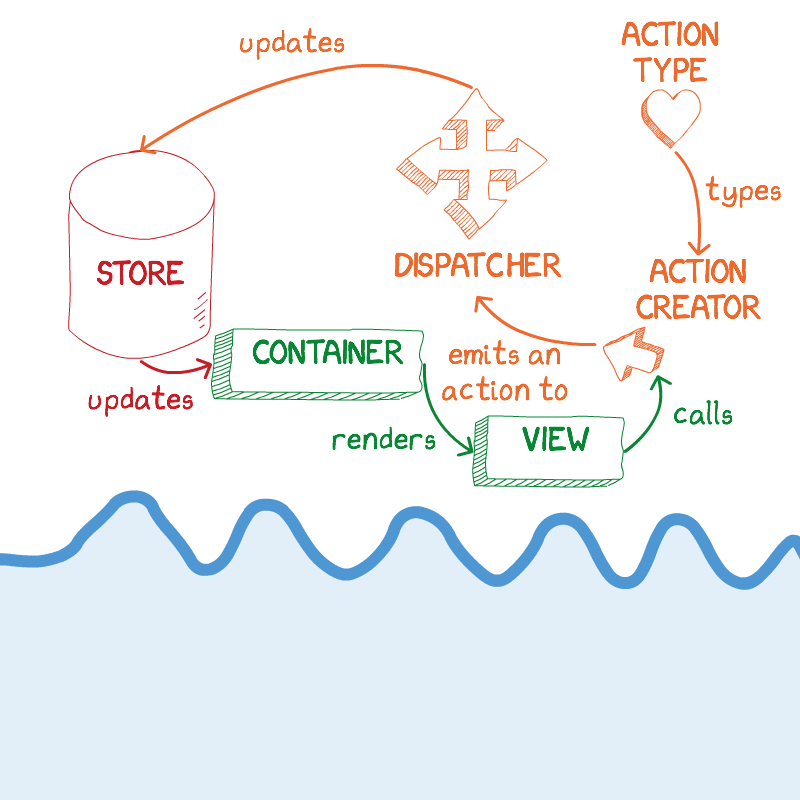 updates
ACTION
TYPE
types
STORE
DISPATCHER
ACTION
CREATOR
CONTAINER
emits an
action to
updates
renders
VIEW
calls